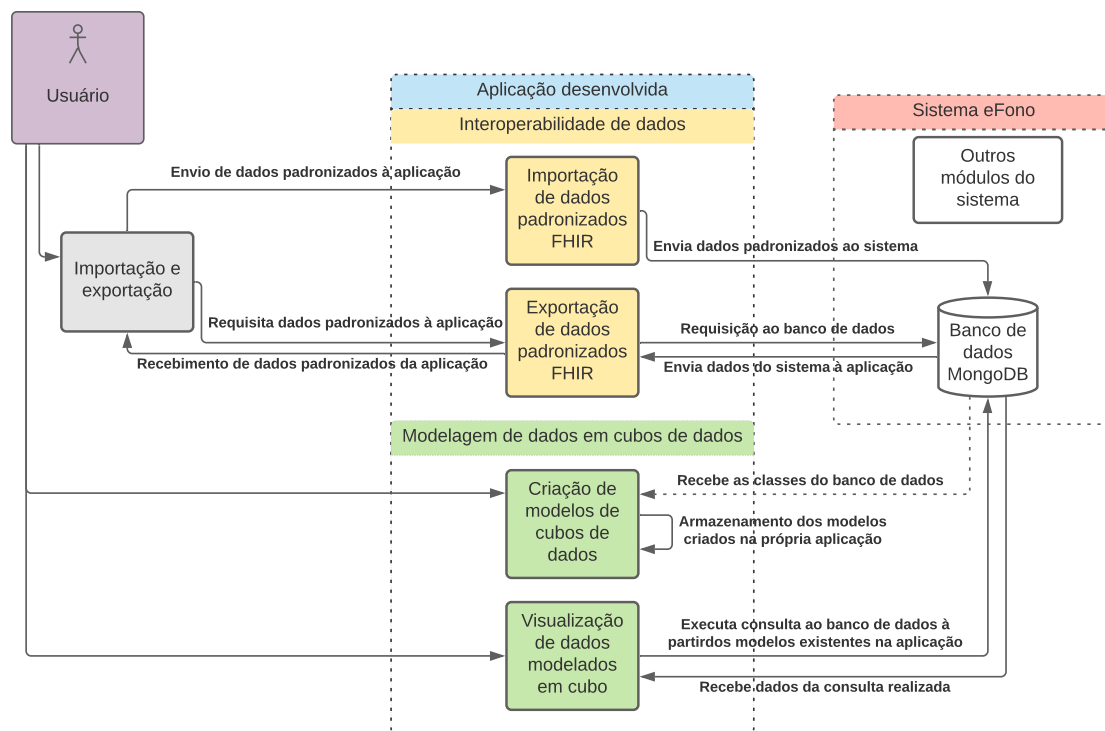 Usuário
Aplicação desenvolvida
Interoperabilidade de dados
Sistema eFono
Outros
módulos do
sistema
Envio de dados padronizados à aplicação
Importação
de dados
padronizados
FHIR
Envia dados padronizados ao sistema
Importação e
exportação
Requisita dados padronizados à aplicação
Recebimento de dados padronizados da aplicação
Exportação
de dados
padronizados
FHIR
Requisição ao banco de dados
Envia dados do sistema à aplicação
Banco de
dados
MongoDB
Modelagem de dados em cubos de dados
Criação de
modelos de
cubos de
dados
Recebe as classes do banco de dados
Armazenamento dos modelos
criados na própria aplicação
Visualização
de dados
modelados
em cubo
Executa consulta ao banco de dados à
partirdos modelos existentes na aplicação
Recebe dados da consulta realizada